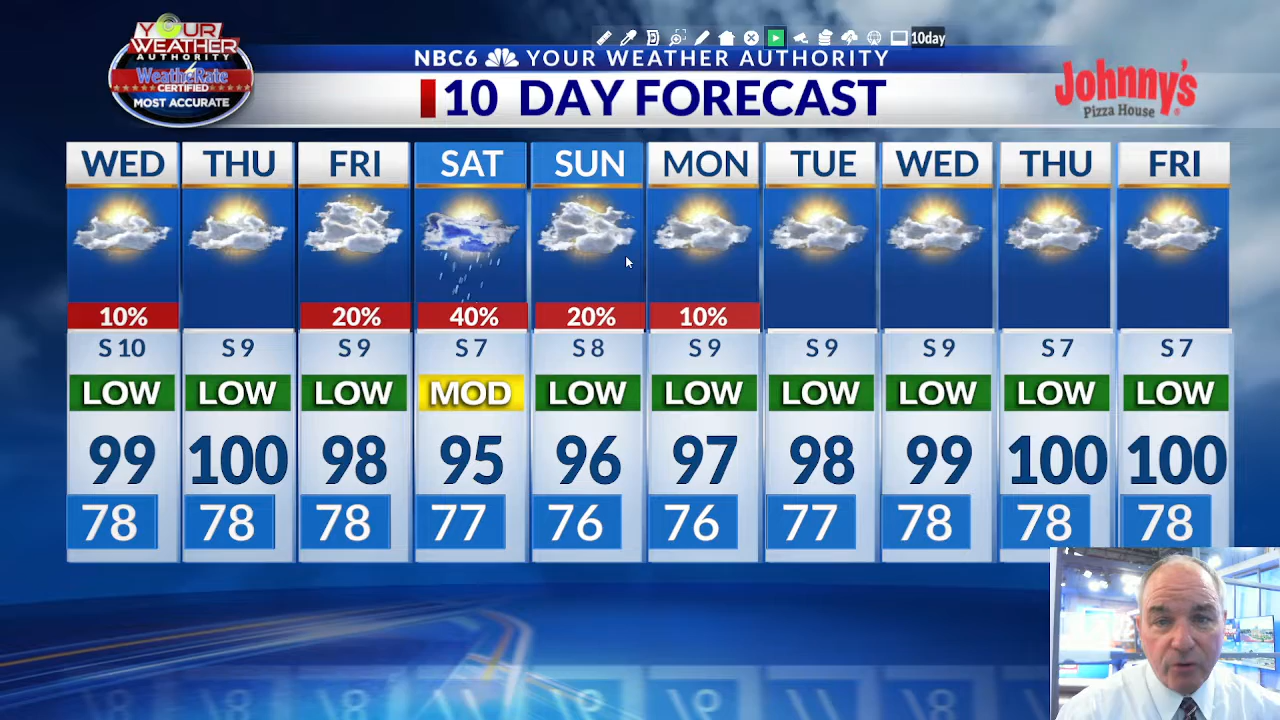 YOUR
WEATHER
AUTHORITY
WeatheRate
CERTIFIED
MOST ACCURATE
10day
NBC6 YOUR WEATHER AUTHORITY
10 DAY FORECAST
Johnny's
Pizza House
WED THU FRI SAT SUN MON TUE WED THU FRI
10% 20% 40% 20% 10%
S 10 S 9 S 9 S 7 S 8 S 9 S 9 S 9 S 7 S 7
LOW LOW LOW MOD LOW LOW LOW LOW LOW LOW
99 100 98 95 96 97 98 99 100 100
78 78 78 77 76 76 77 78 78 78